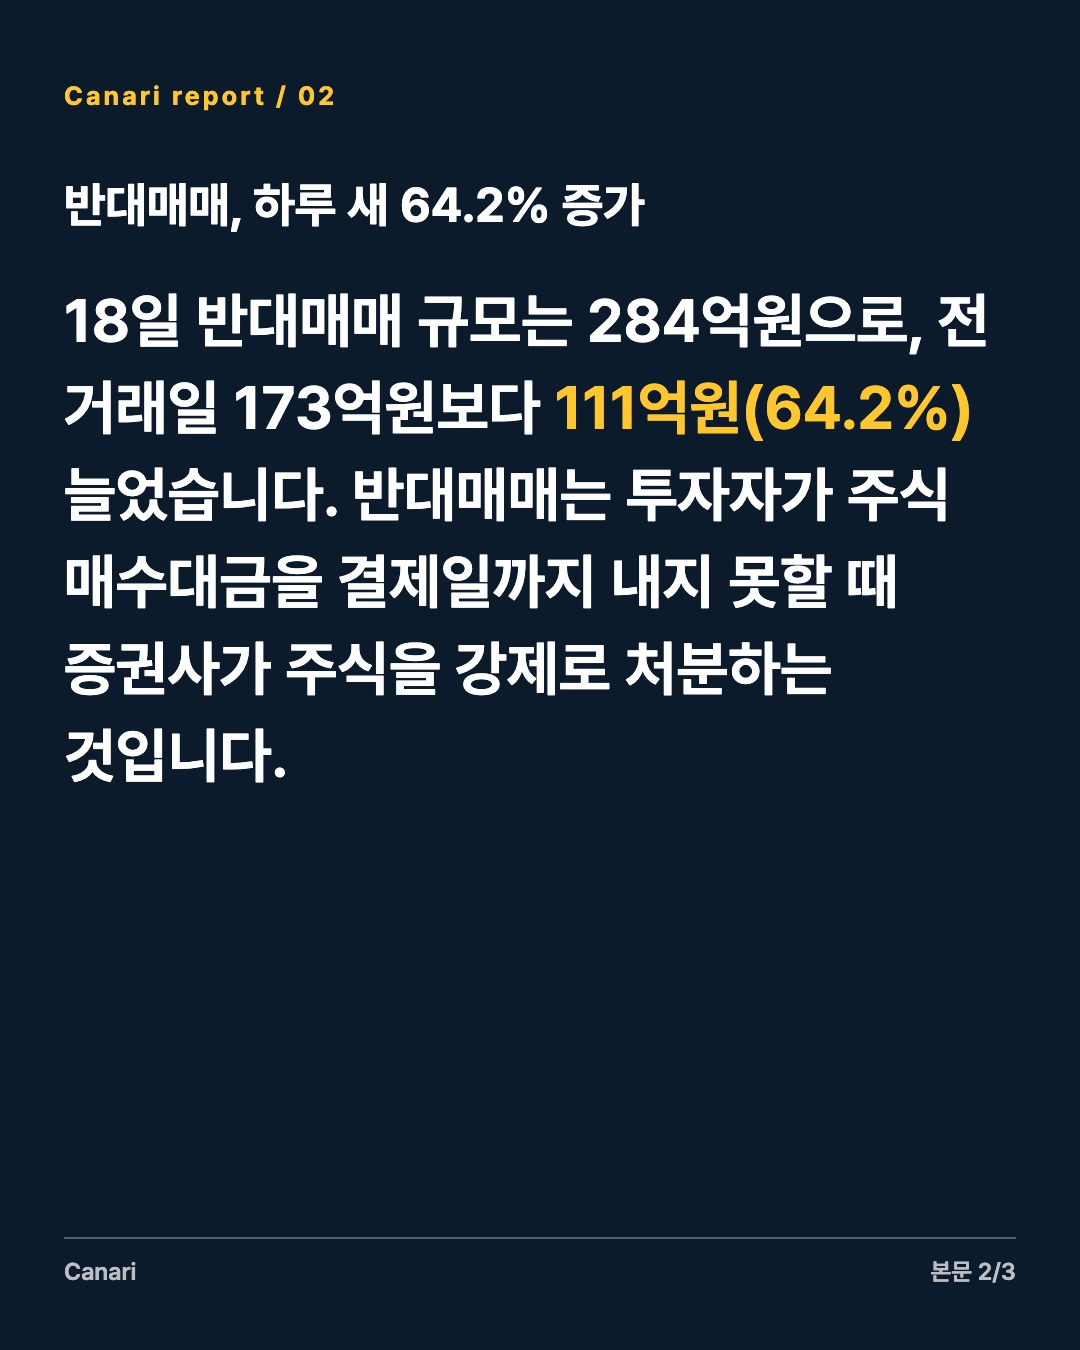 Canari report / 02
반대매매, 하루 새 64.2% 증가
18일 반대매매 규모는 284억원으로, 전
거래일 173억원보다 111억원(64.2%)
늘었습니다. 반대매매는 투자자가 주식
매수대금을 결제일까지 내지 못할 때
증권사가 주식을 강제로 처분하는
것입니다.
Canari
본문 2/3